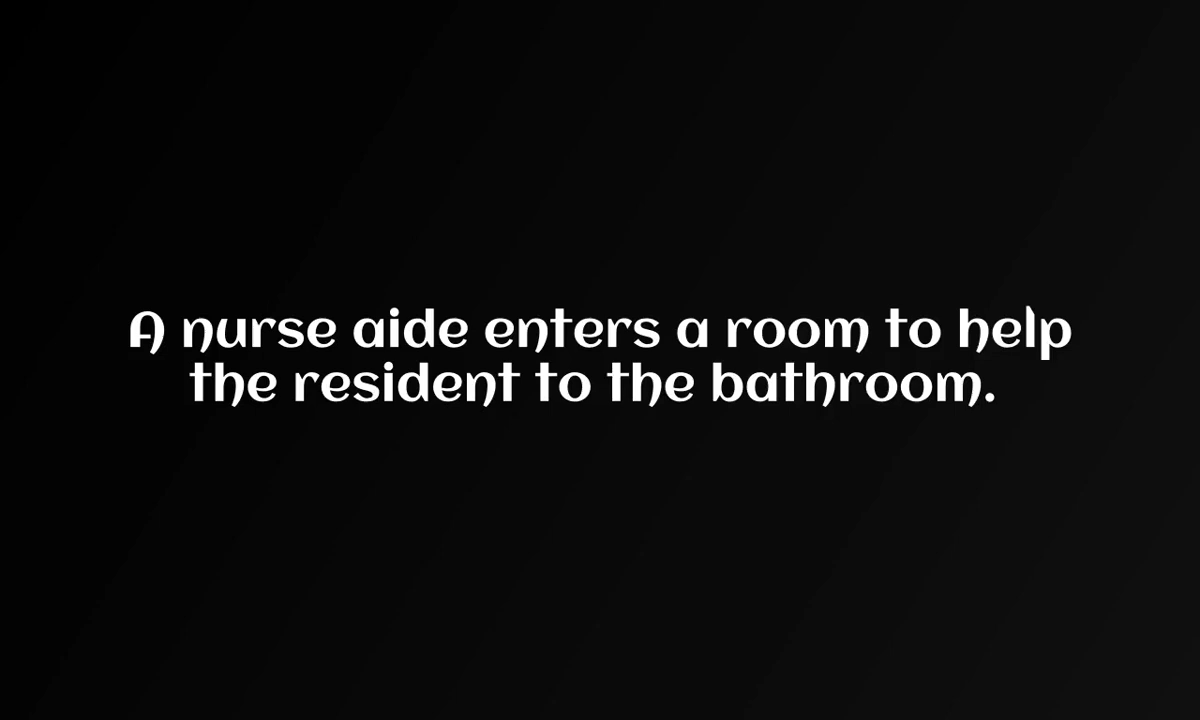 A nurse aide enters a room to help
the resident to the bathroom.